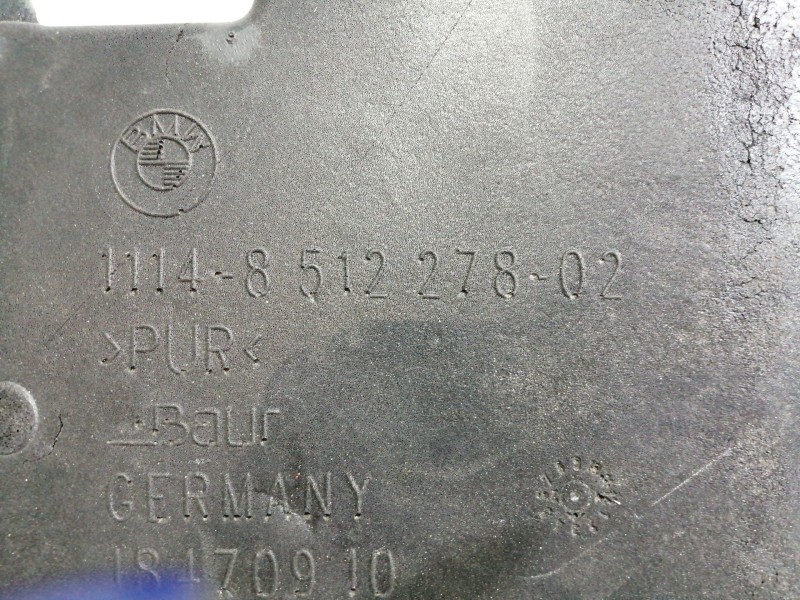 BMW
1114-8 512 278-02
>PUR<
Baur
GERMANY
18470910